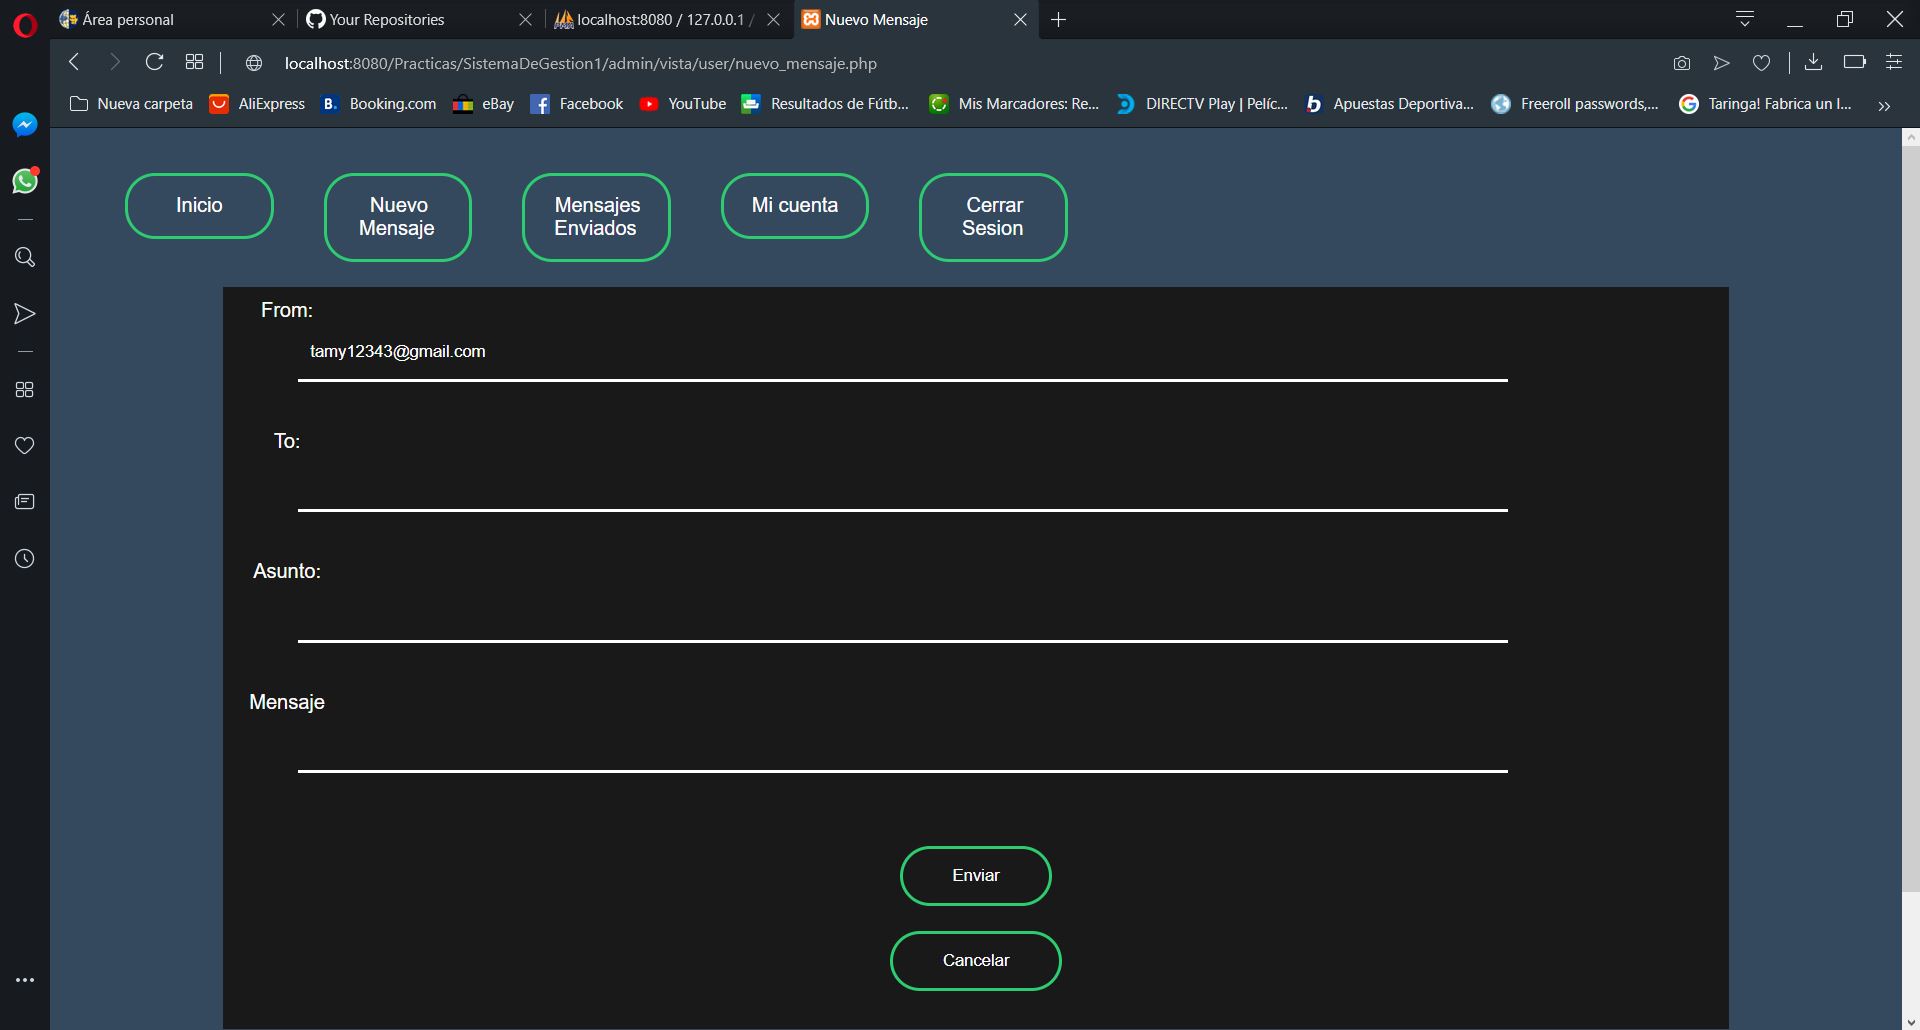 Área personal
Your Repositories
localhost:8080 / 127.0.0.1 /
Nuevo Mensaje
localhost:8080/Practicas/SistemaDeGestion1/admin/vista/user/nuevo_mensaje.php
Nueva carpeta
AliExpress
B. Booking.com
eBay
Facebook
YouTube
Resultados de Fútb...
Mis Marcadores: Re...
DIRECTV Play | Pelíc...
b Apuestas Deportiva...
Freeroll passwords,...
Taringa! Fabrica un I...
Inicio
Nuevo
Mensaje
Mensajes
Enviados
Mi cuenta
Cerrar
Sesion
From:
tamy12343@gmail.com
To:
Asunto:
Mensaje
Enviar
Cancelar